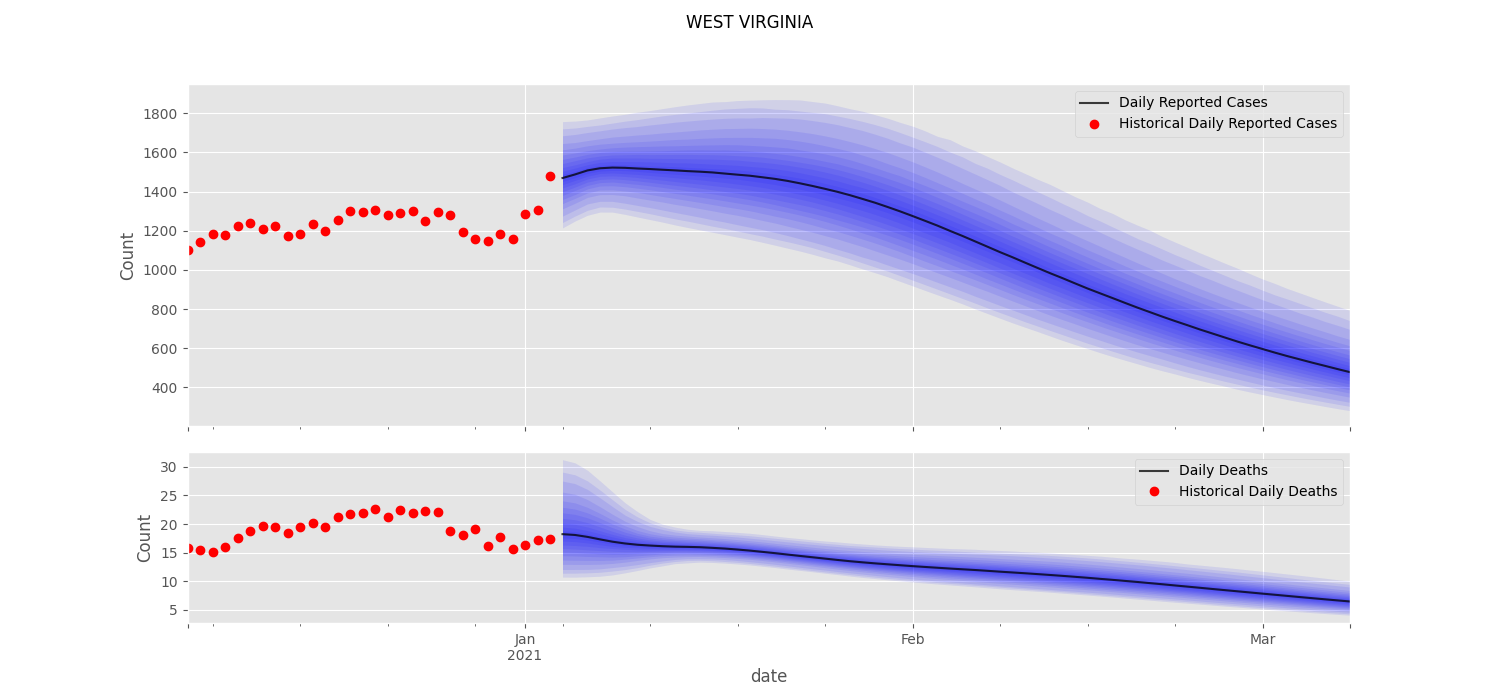 WEST VIRGINIA
Daily Reported Cases
Historical Daily Reported Cases
1800
1600
1400
1200
1000
800
600
400
Count
Daily Deaths
Historical Daily Deaths
30
25
20
15
10
5
Count
Jan
2021
Feb
Mar
date